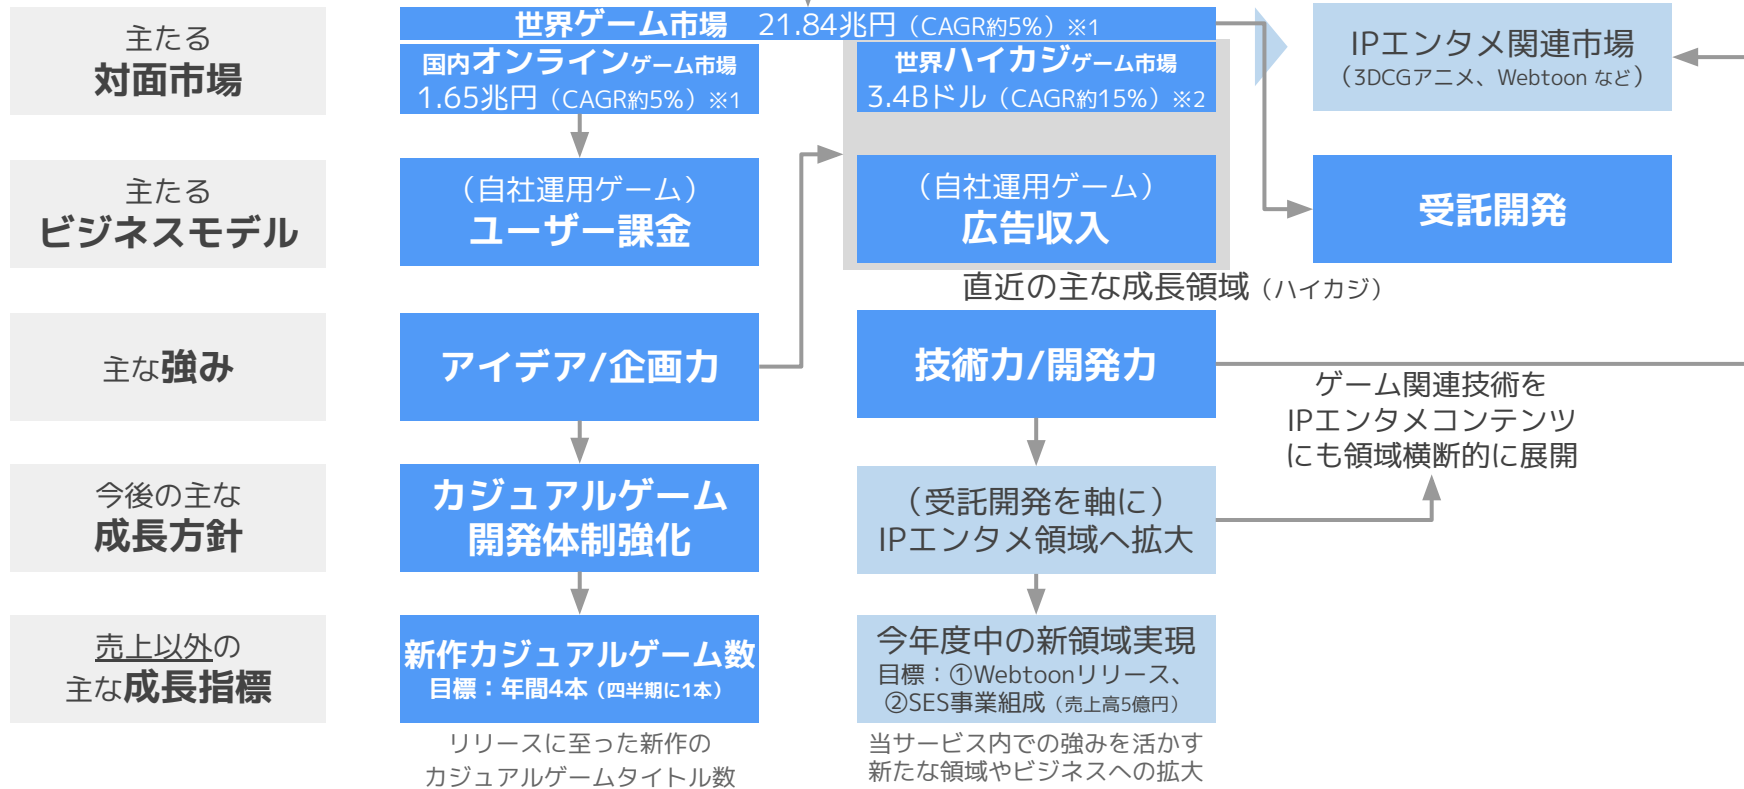 主たる
対面市場
世界ゲーム市場 21.84兆円（CAGR約5%）※1
国内オンラインゲーム市場
1.65兆円（CAGR約5%）※1
世界ハイカジゲーム市場
3.4Bドル（CAGR約15%）※2
IPエンタメ関連市場
（3DCGアニメ、Webtoon など）
主たる
ビジネスモデル
（自社運用ゲーム）
ユーザー課金
（自社運用ゲーム）
広告収入
受託開発
直近の主な成長領域（ハイカジ）
主な強み
アイデア/企画力
技術力/開発力
ゲーム関連技術を
IPエンタメコンテンツ
にも領域横断的に展開
今後の主な
成長方針
カジュアルゲーム
開発体制強化
（受託開発を軸に）
IPエンタメ領域へ拡大
売上以外の
主な成長指標
新作カジュアルゲーム数
目標：年間4本（四半期に1本）
今年度中の新領域実現
目標：①Webtoonリリース、
②SES事業組成（売上高5億円）
リリースに至った新作の
カジュアルゲームタイトル数
当サービス内での強みを活かす
新たな領域やビジネスへの拡大